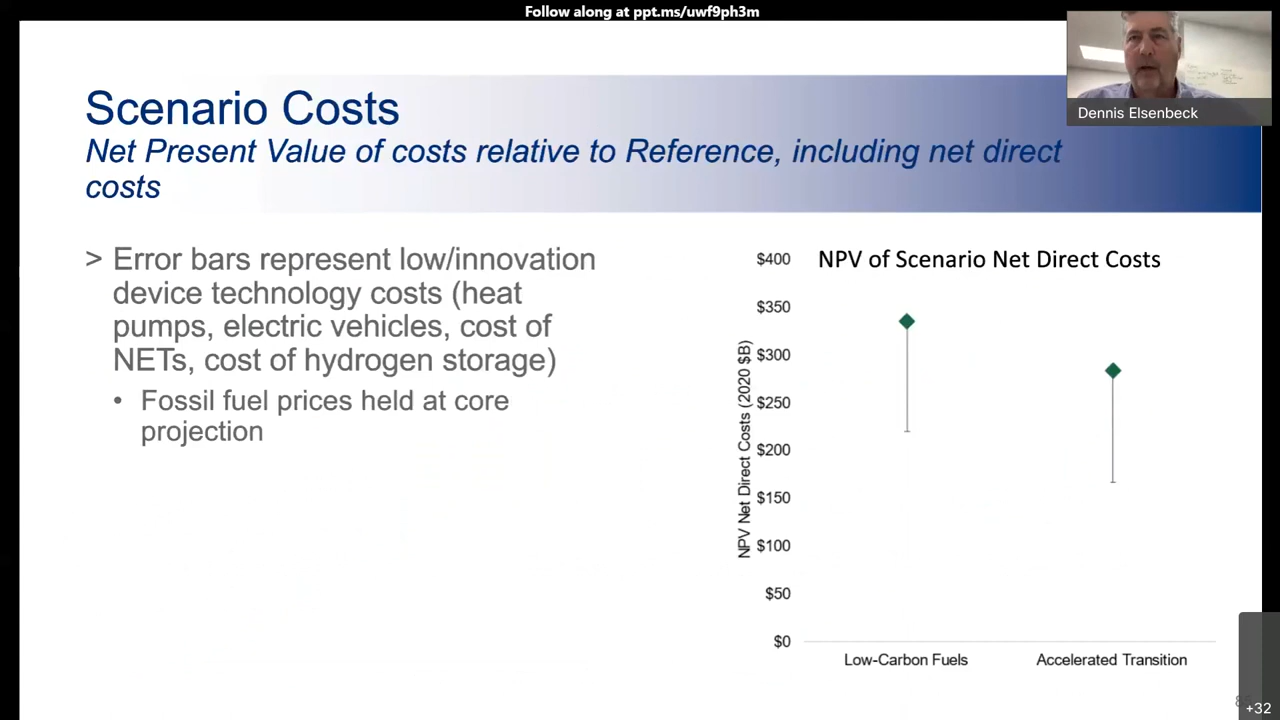 Follow along at ppt.ms/uwf9ph3m
Dennis Elsenbeck
Scenario Costs
Net Present Value of costs relative to Reference, including net direct
costs
> Error bars represent low/innovation
device technology costs (heat
pumps, electric vehicles, cost of
NETs, cost of hydrogen storage)
• Fossil fuel prices held at core
projection
NPV of Scenario Net Direct Costs
NPV Net Direct Costs (2020 $B)
$400
$350
$300
$250
$200
$150
$100
$50
$0
Low-Carbon Fuels
Accelerated Transition
+32